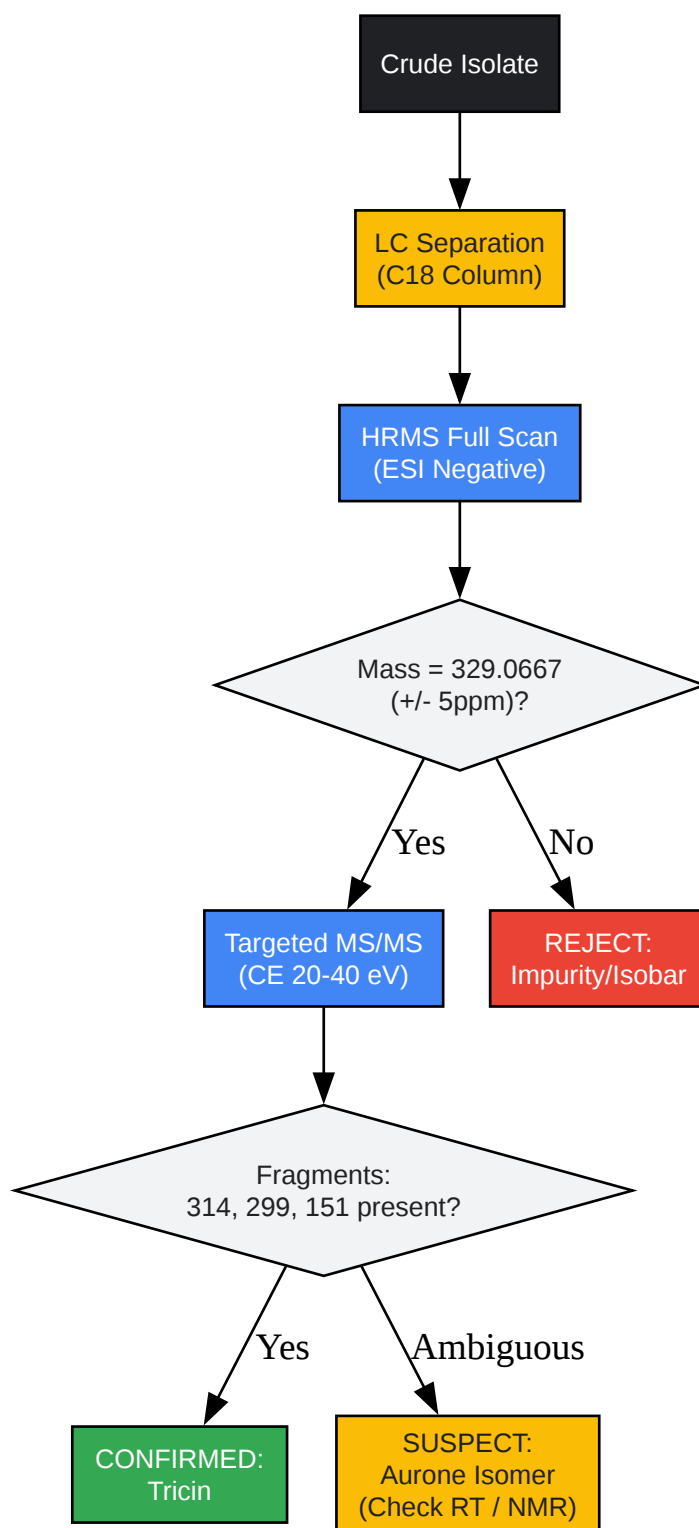 Crude Isolate
LC Separation
(C18 Column)
HRMS Full Scan
(ESI Negative)
Mass = 329.0667
(+/- 5ppm)?
Yes
No
Targeted MS/MS
(CE 20-40 eV)
REJECT:
Impurity/Isobar
Fragments:
314, 299, 151 present?
Yes
Ambiguous
CONFIRMED:
Tricin
SUSPECT:
Aurone Isomer
(Check RT / NMR)